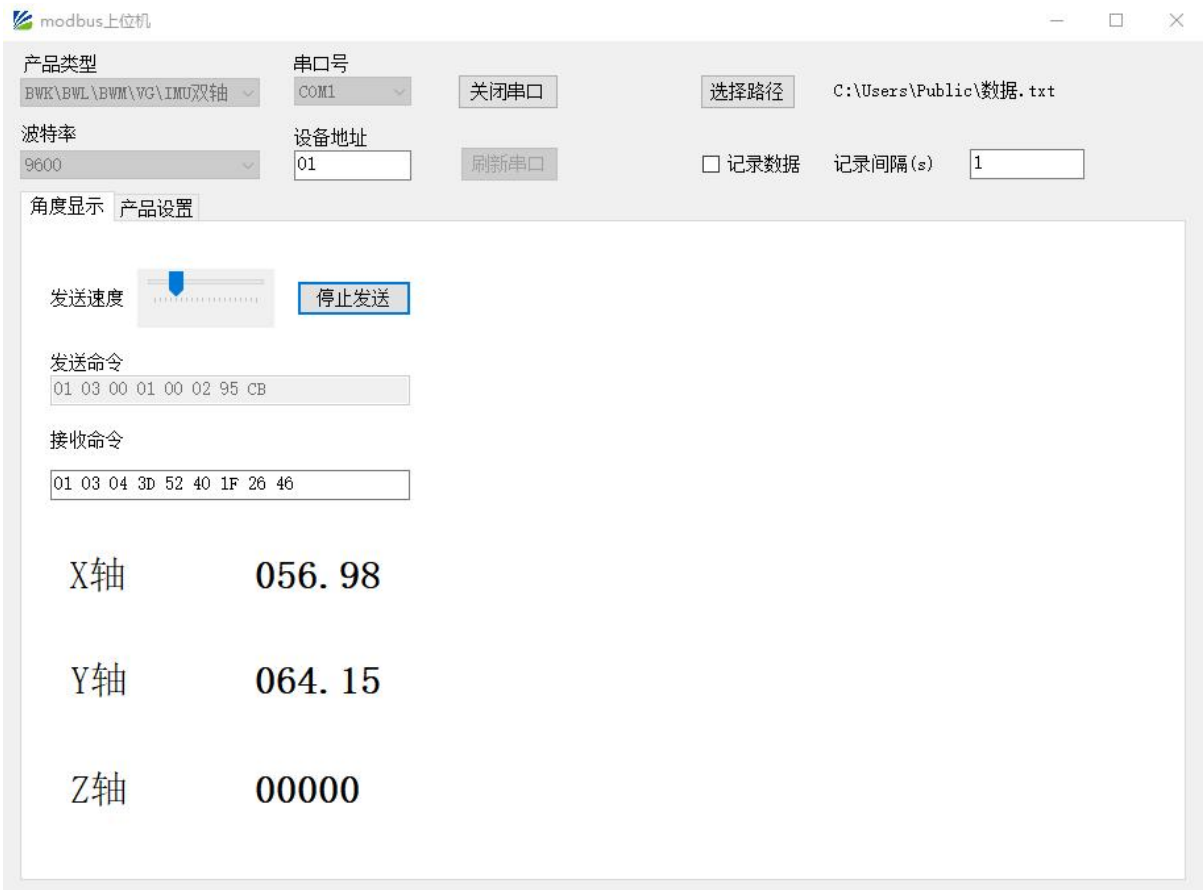 modbus上位机
产品类型
串口号
BWK\BWL\BWM\VG\IMU双轴
COM1
关闭串口
选择路径
C:\Users\Public\数据.txt
波特率
设备地址
9600
01
刷新串口
记录数据
记录间隔(s)
1
角度显示
产品设置
发送速度
停止发送
发送命令
01 03 00 01 00 02 95 CB
接收命令
01 03 04 3D 52 40 1F 26 46
X轴 056.98
Y轴 064.15
Z轴 00000